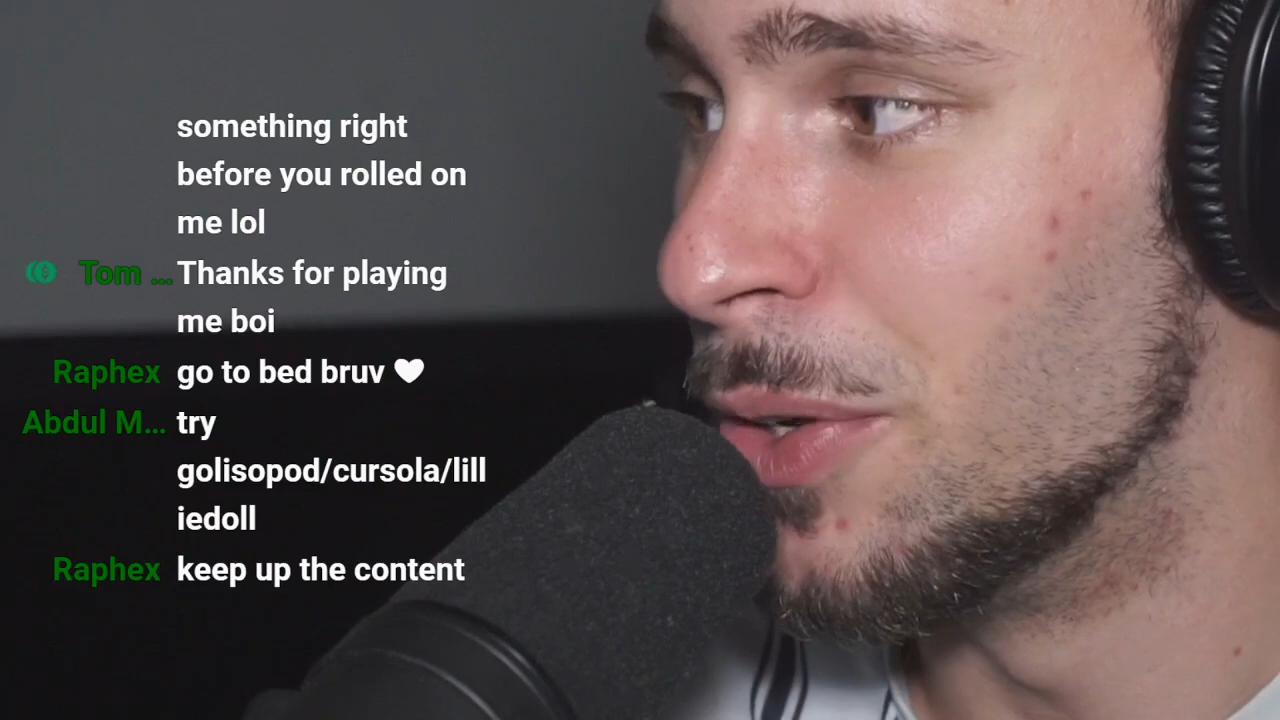 something right
before you rolled on
me lol
Tom ... Thanks for playing
me boi
Raphex go to bed bruv 🤍
Abdul M... try
golisopod/cursola/lill
iedoll
Raphex keep up the content